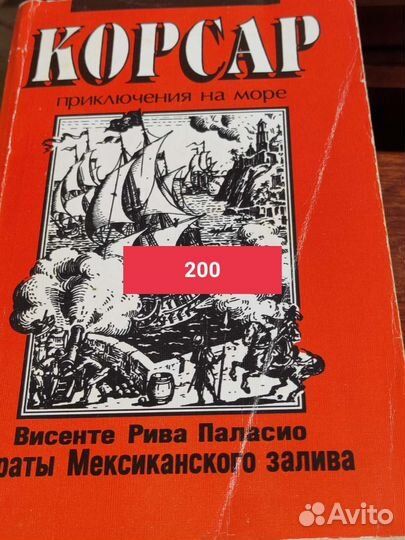 КОРСАР
приключения на море
200
Висенте Рива Паласио
раты Мексиканского залива
Avito